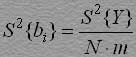 S²{bᵢ} = S²{Y} / N · m